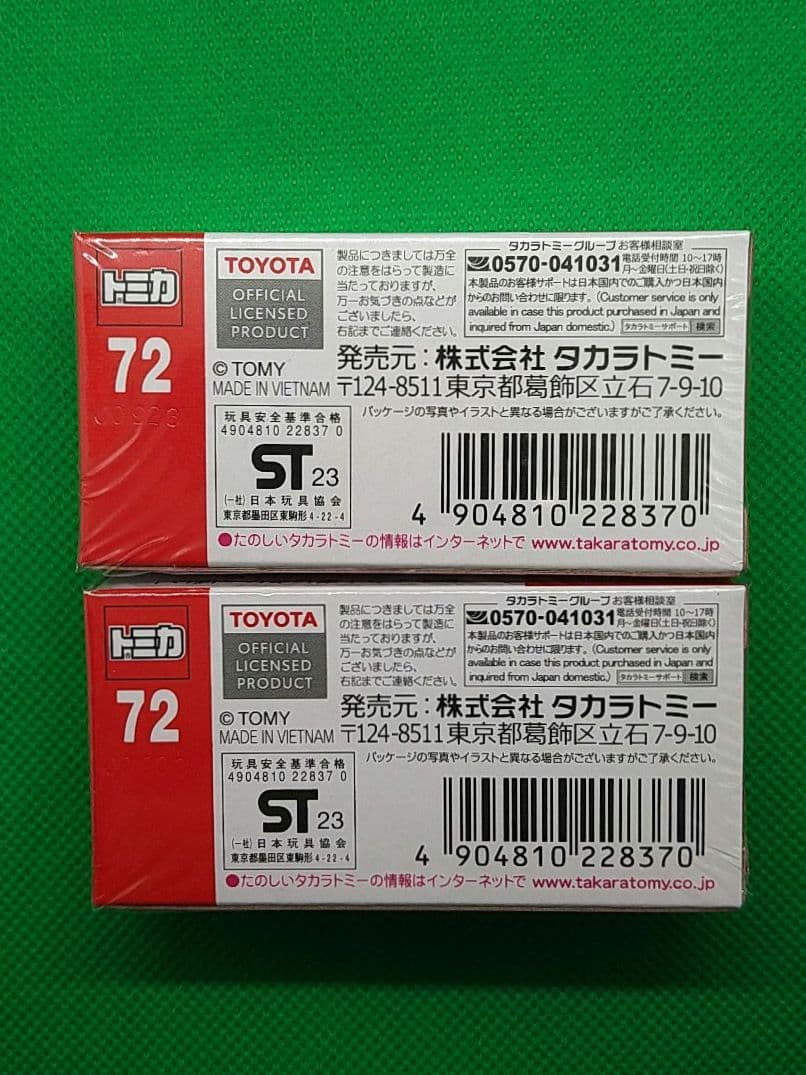 トミカ
72
TOYOTA
OFFICIAL
LICENSED
PRODUCT
製品につきましては万全
の注意をはらって製造に
当たっておりますが、
万一お気づきの点などが
ございましたら、
右記までご連絡ください。
タカラトミーグループお客様相談室
0570-041031 電話受付時間 10〜17時
月〜金曜日(土・日・祝日除く)
本製品のお客様サポートは日本国内でのご購入かつ日本国内
からのお問い合わせに限ります。(Customer service is only
available in case this product purchased in Japan and
inquired from Japan domestic.) タカラトミーサポート 検索
© TOMY
MADE IN VIETNAM
発売元:株式会社 タカラトミー
〒124-8511東京都葛飾区立石7-9-10
パッケージの写真やイラストと異なる場合がございますがご了承ください。
玩具安全基準合格
4904810 22837 0
ST 23
(一社)日本玩具協会
東京都墨田区東駒形4-22-4
4 904810 228370
●たのしいタカラトミーの情報はインターネットで www.takaratomy.co.jp
トミカ
72
TOYOTA
OFFICIAL
LICENSED
PRODUCT
製品につきましては万全
の注意をはらって製造に
当たっておりますが、
万一お気づきの点などが
ございましたら、
右記までご連絡ください。
タカラトミーグループお客様相談室
0570-041031 電話受付時間 10〜17時
月〜金曜日(土・日・祝日除く)
本製品のお客様サポートは日本国内でのご購入かつ日本国内
からのお問い合わせに限ります。(Customer service is only
available in case this product purchased in Japan and
inquired from Japan domestic.) タカラトミーサポート 検索
© TOMY
MADE IN VIETNAM
発売元:株式会社 タカラトミー
〒124-8511東京都葛飾区立石7-9-10
パッケージの写真やイラストと異なる場合がございますがご了承ください。
玩具安全基準合格
4904810 22837 0
ST 23
(一社)日本玩具協会
東京都墨田区東駒形4-22-4
4 904810 228370
●たのしいタカラトミーの情報はインターネットで www.takaratomy.co.jp